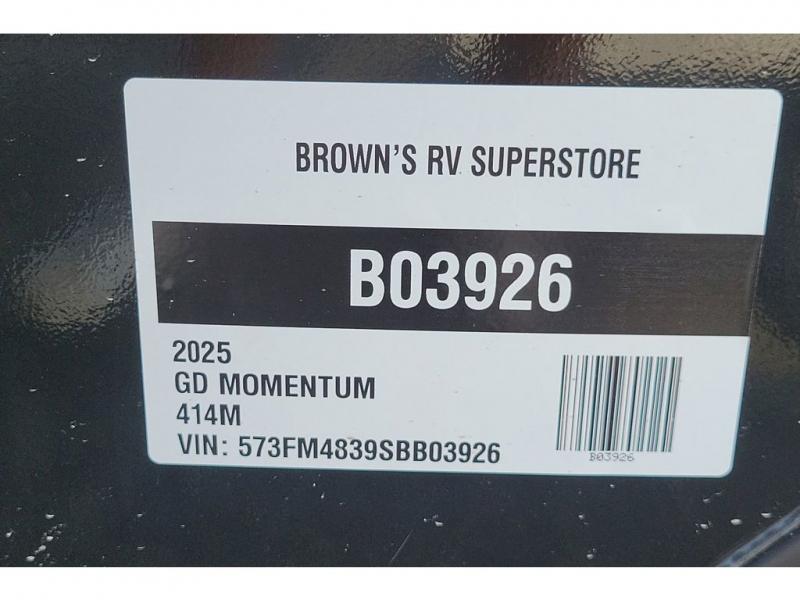 BROWN'S RV SUPERSTORE
B03926
2025
GD MOMENTUM
414M
VIN: 573FM4839SBB03926
B03926